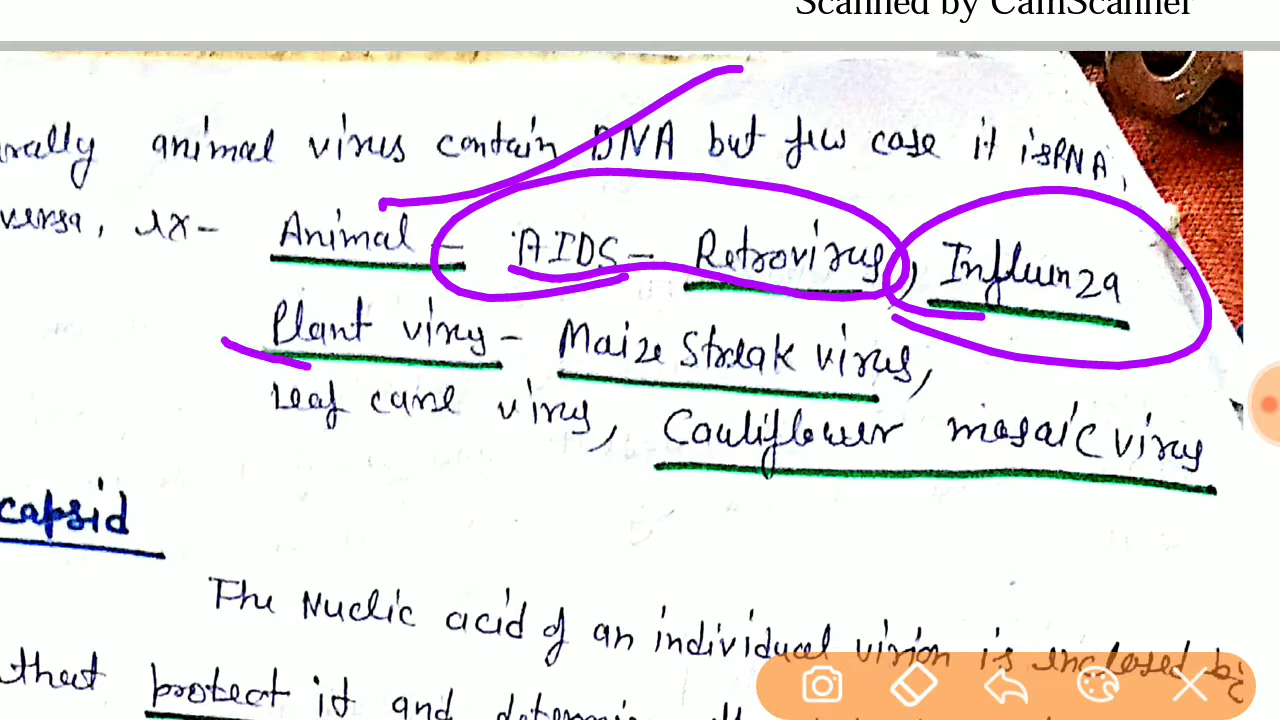 Scanned by CamScanner
rally animal virus contain DNA but few case it is RNA,
versa, ex- Animal - AIDS - Retrovirus, Influenza
Plant virus - Maize Streak virus,
Leaf virus, Cauliflower mosaic virus
capsid
The Nuclic acid of an individual virion is enclosed by
that protect it and